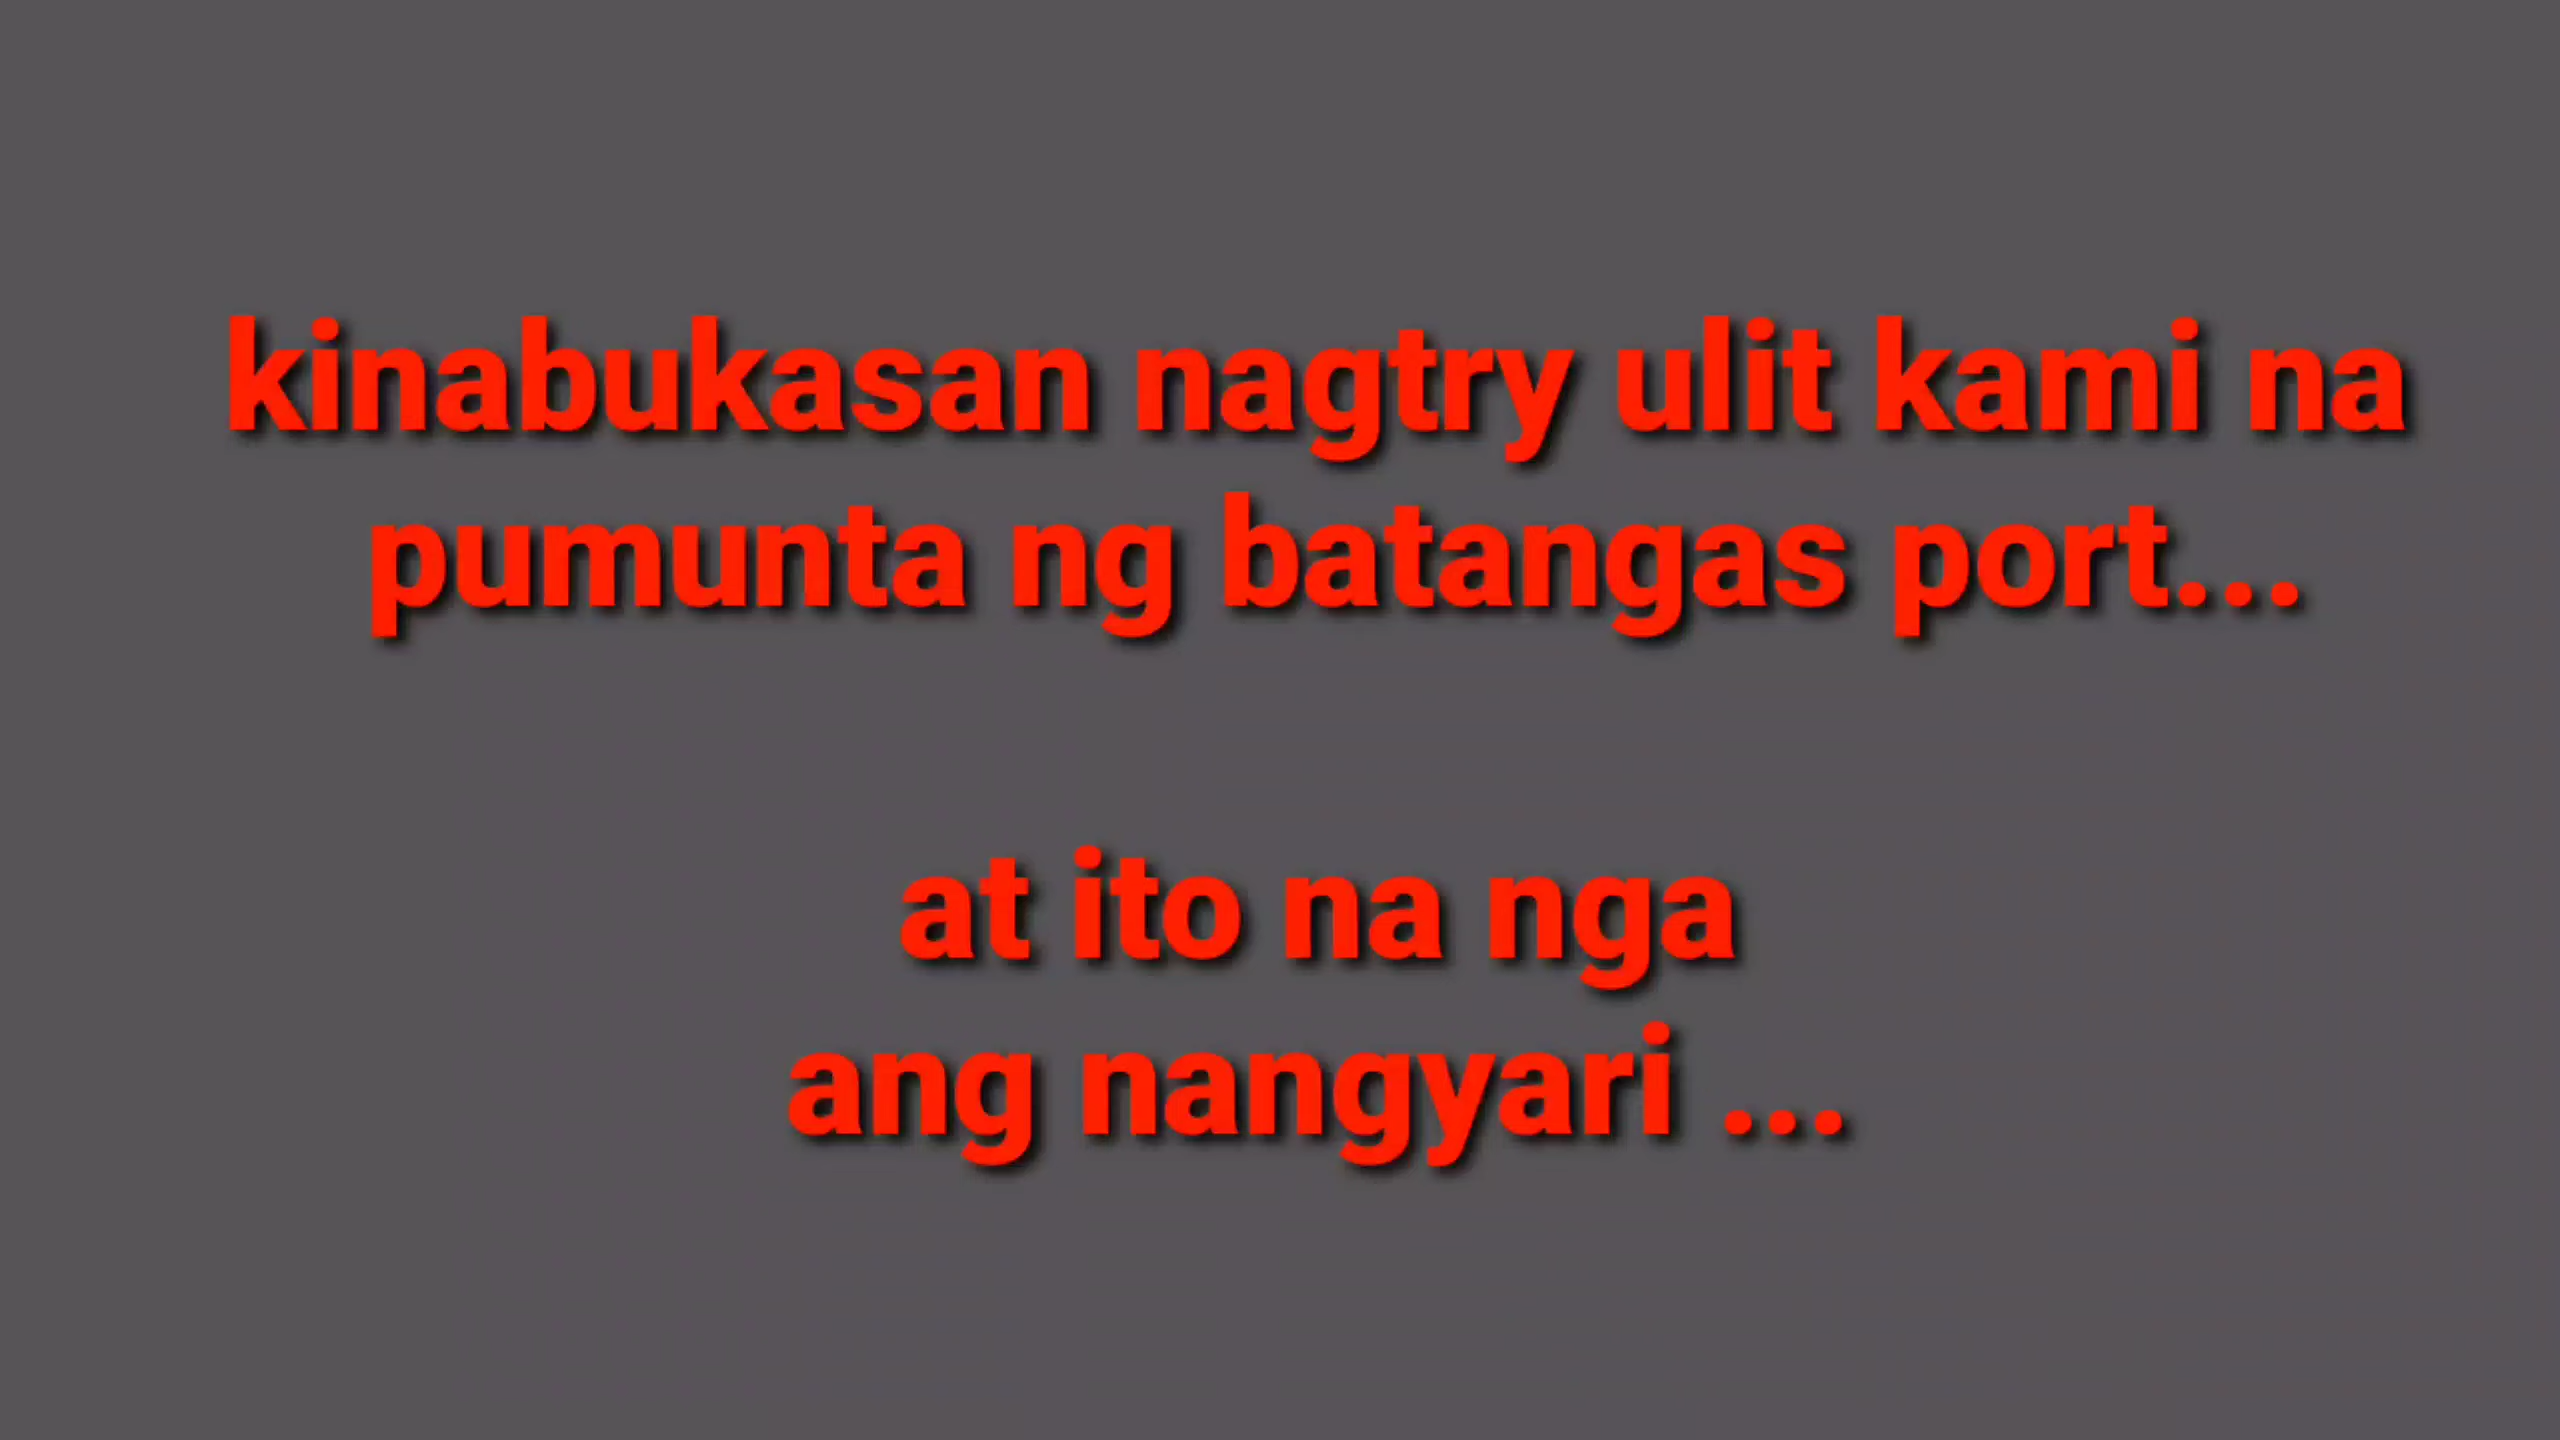 kinabukasan nagtry ulit kami na
pumunta ng batangas port...
at ito na nga
ang nangyari ...